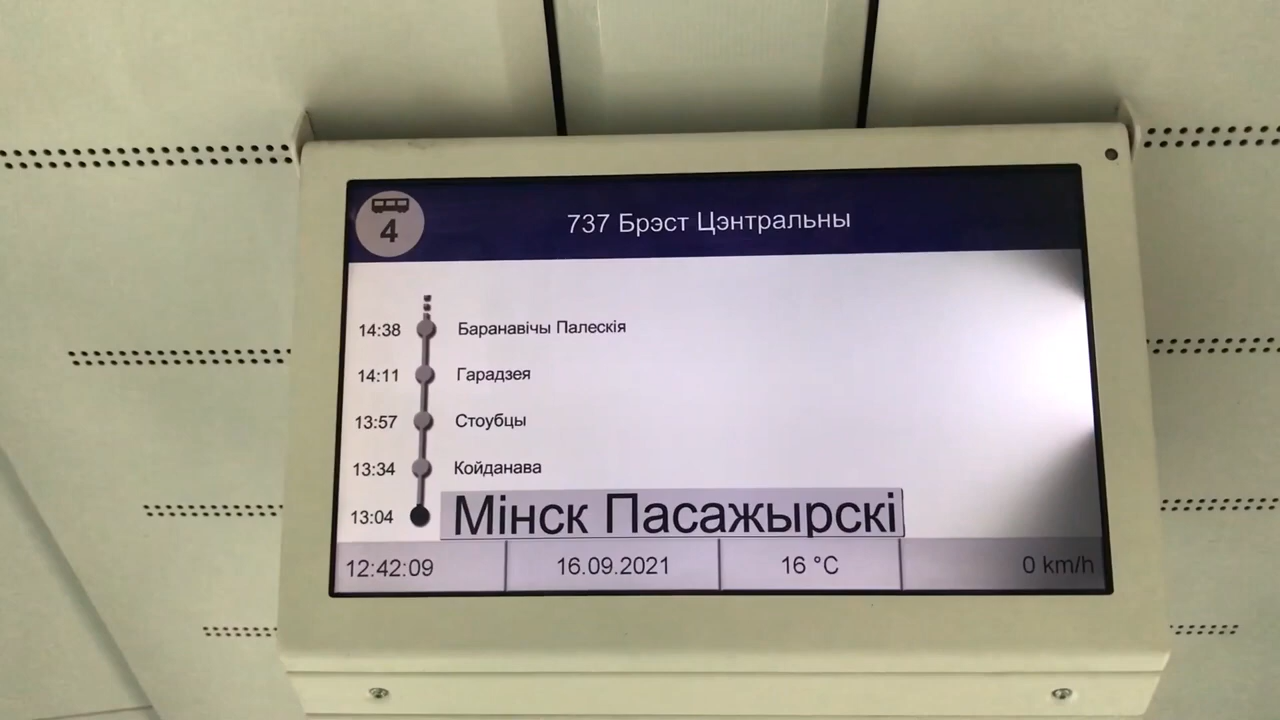 4
737 Брэст Цэнтральны
14:38 Баранавічы Палескія
14:11 Гарадзея
13:57 Стоубцы
13:34 Койданава
13:04 Мінск Пасажырскі
12:42:09 16.09.2021 16 °C 0 km/h